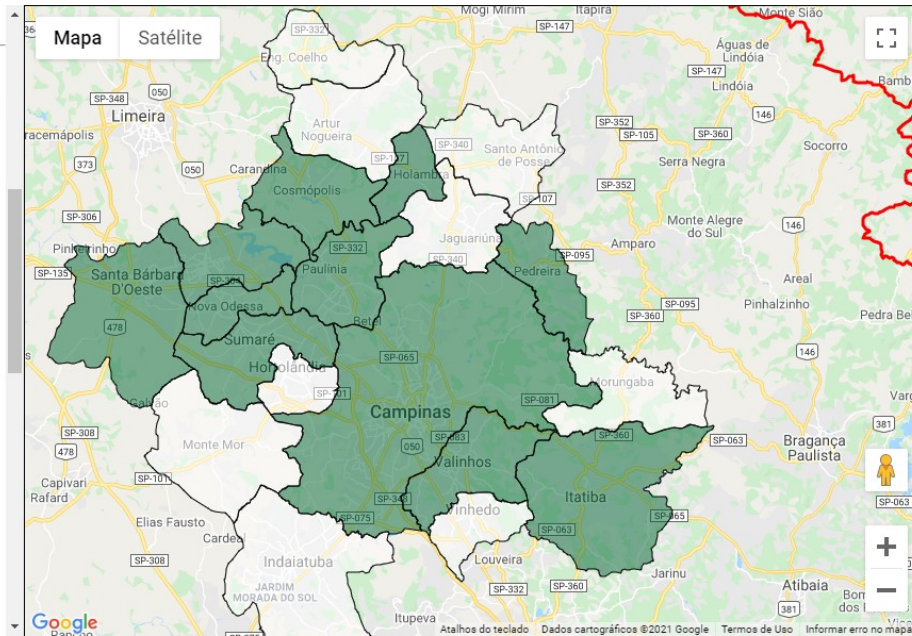 Mapa
Satélite
Mogi Mirim
Itapira
Monte Sião
SP-332
Eng. Coelho
Águas de
Lindóia
SP-147
SP-147
Lindóia
SP-348
050
Limeira
Artur
Nogueira
146
SP-352
SP-105
SP-360
Socorro
SP-340
Santo Antônio
de Posse
373
050
Carandina
Holambra
Serra Negra
Cosmópolis
SP-352
SP-107
SP-306
Monte Alegre
do Sul
146
SP-332
Jaguariúna
Amparo
SP-340
SP-095
Pinheirinho
SP-135
Santa Bárbara
D'Oeste
Paulínia
Pedreira
Areal
Nova Odessa
SP-095
Pinhalzinho
SP-360
Betel
478
Sumaré
146
SP-065
Hortolândia
SP-101
Morungaba
SP-081
Campinas
381
SP-308
478
Monte Mor
050
SP-083
SP-360
SP-063
Bragança
Paulista
Valinhos
Capivari
Rafard
SP-101
Itatiba
SP-063
SP-075
Vinhedo
SP-065
Elias Fausto
SP-063
Cardeal
SP-308
Indaiatuba
Louveira
Jarinu
SP-360
SP-332
Atibaia
JARDIM
MORADA DO SOL
Itupeva
381
Google
Atalhos do teclado
Dados cartográficos ©2021 Google
Termos de Uso
Informar erro no mapa